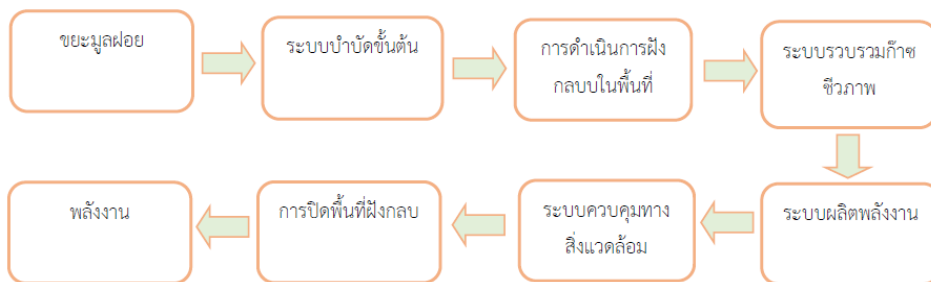 ขยะมูลฝอย
ระบบบำบัดขั้นต้น
การดำเนินการฝัง
กลบบในพื้นที่
ระบบรวบรวมก๊าซ
ชีวภาพ
พลังงาน
การปิดพื้นที่ฝังกลบ
ระบบควบคุมทาง
สิ่งแวดล้อม
ระบบผลิตพลังงาน